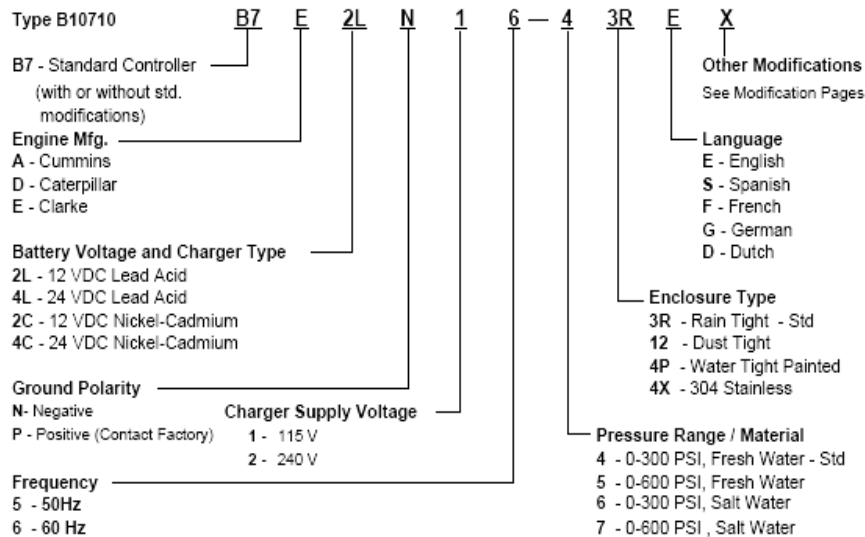 Type B10710 B7 E 2L N 1 6 — 4 3R E X
B7 - Standard Controller
(with or without std.
modifications)
Engine Mfg.
A - Cummins
D - Caterpillar
E - Clarke
Battery Voltage and Charger Type
2L - 12 VDC Lead Acid
4L - 24 VDC Lead Acid
2C - 12 VDC Nickel-Cadmium
4C - 24 VDC Nickel-Cadmium
Ground Polarity
N- Negative
P - Positive (Contact Factory)
Charger Supply Voltage
1 - 115 V
2 - 240 V
Frequency
5 - 50Hz
6 - 60 Hz
Other Modifications
See Modification Pages
Language
E - English
S - Spanish
F - French
G - German
D - Dutch
Enclosure Type
3R - Rain Tight - Std
12 - Dust Tight
4P - Water Tight Painted
4X - 304 Stainless
Pressure Range / Material
4 - 0-300 PSI, Fresh Water - Std
5 - 0-600 PSI, Fresh Water
6 - 0-300 PSI, Salt Water
7 - 0-600 PSI , Salt Water